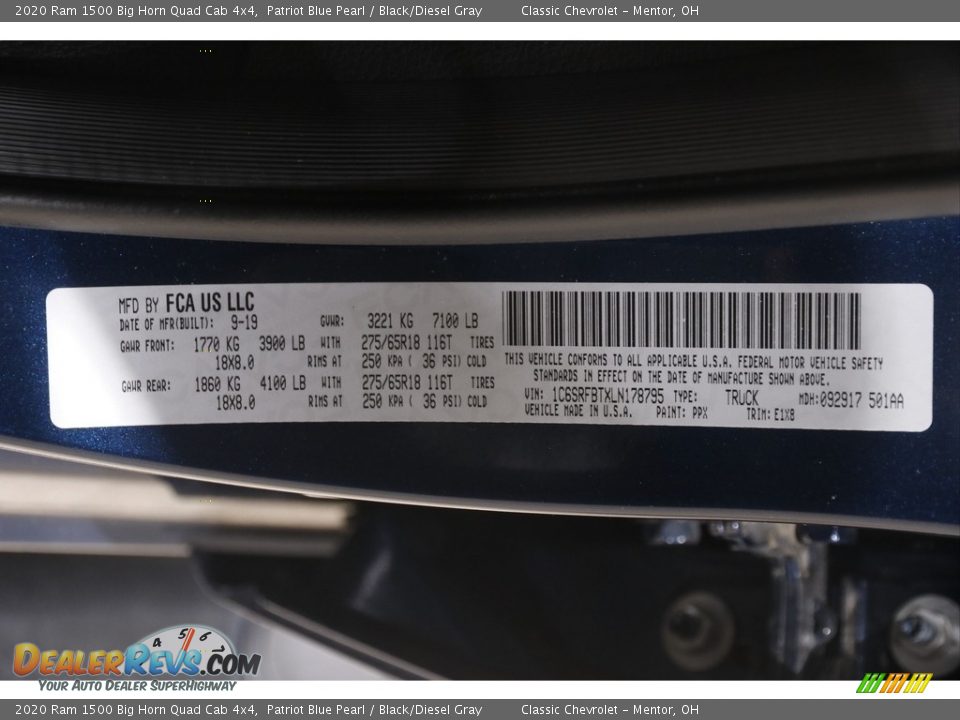 2020 Ram 1500 Big Horn Quad Cab 4x4, Patriot Blue Pearl / Black/Diesel Gray Classic Chevrolet – Mentor, OH
MFD BY FCA US LLC
DATE OF MFR(BUILT): 9-19 GVWR: 3221 KG 7100 LB
GAWR FRONT: 1770 KG 3900 LB WITH 275/65R18 116T TIRES
18X8.0 RIMS AT 250 KPA ( 36 PSI) COLD
GAWR REAR: 1860 KG 4100 LB WITH 275/65R18 116T TIRES
18X8.0 RIMS AT 250 KPA ( 36 PSI) COLD
THIS VEHICLE CONFORMS TO ALL APPLICABLE U.S.A. FEDERAL MOTOR VEHICLE SAFETY
STANDARDS IN EFFECT ON THE DATE OF MANUFACTURE SHOWN ABOVE.
VIN: 1C6SRFBTXLN178795 TYPE: TRUCK MDH:092917 501AA
VEHICLE MADE IN U.S.A. PAINT: PPX TRIM: E1X8
4 5 6 7
DEALERREVS.COM
YOUR AUTO DEALER SUPERHIGHWAY
2020 Ram 1500 Big Horn Quad Cab 4x4, Patriot Blue Pearl / Black/Diesel Gray Classic Chevrolet – Mentor, OH